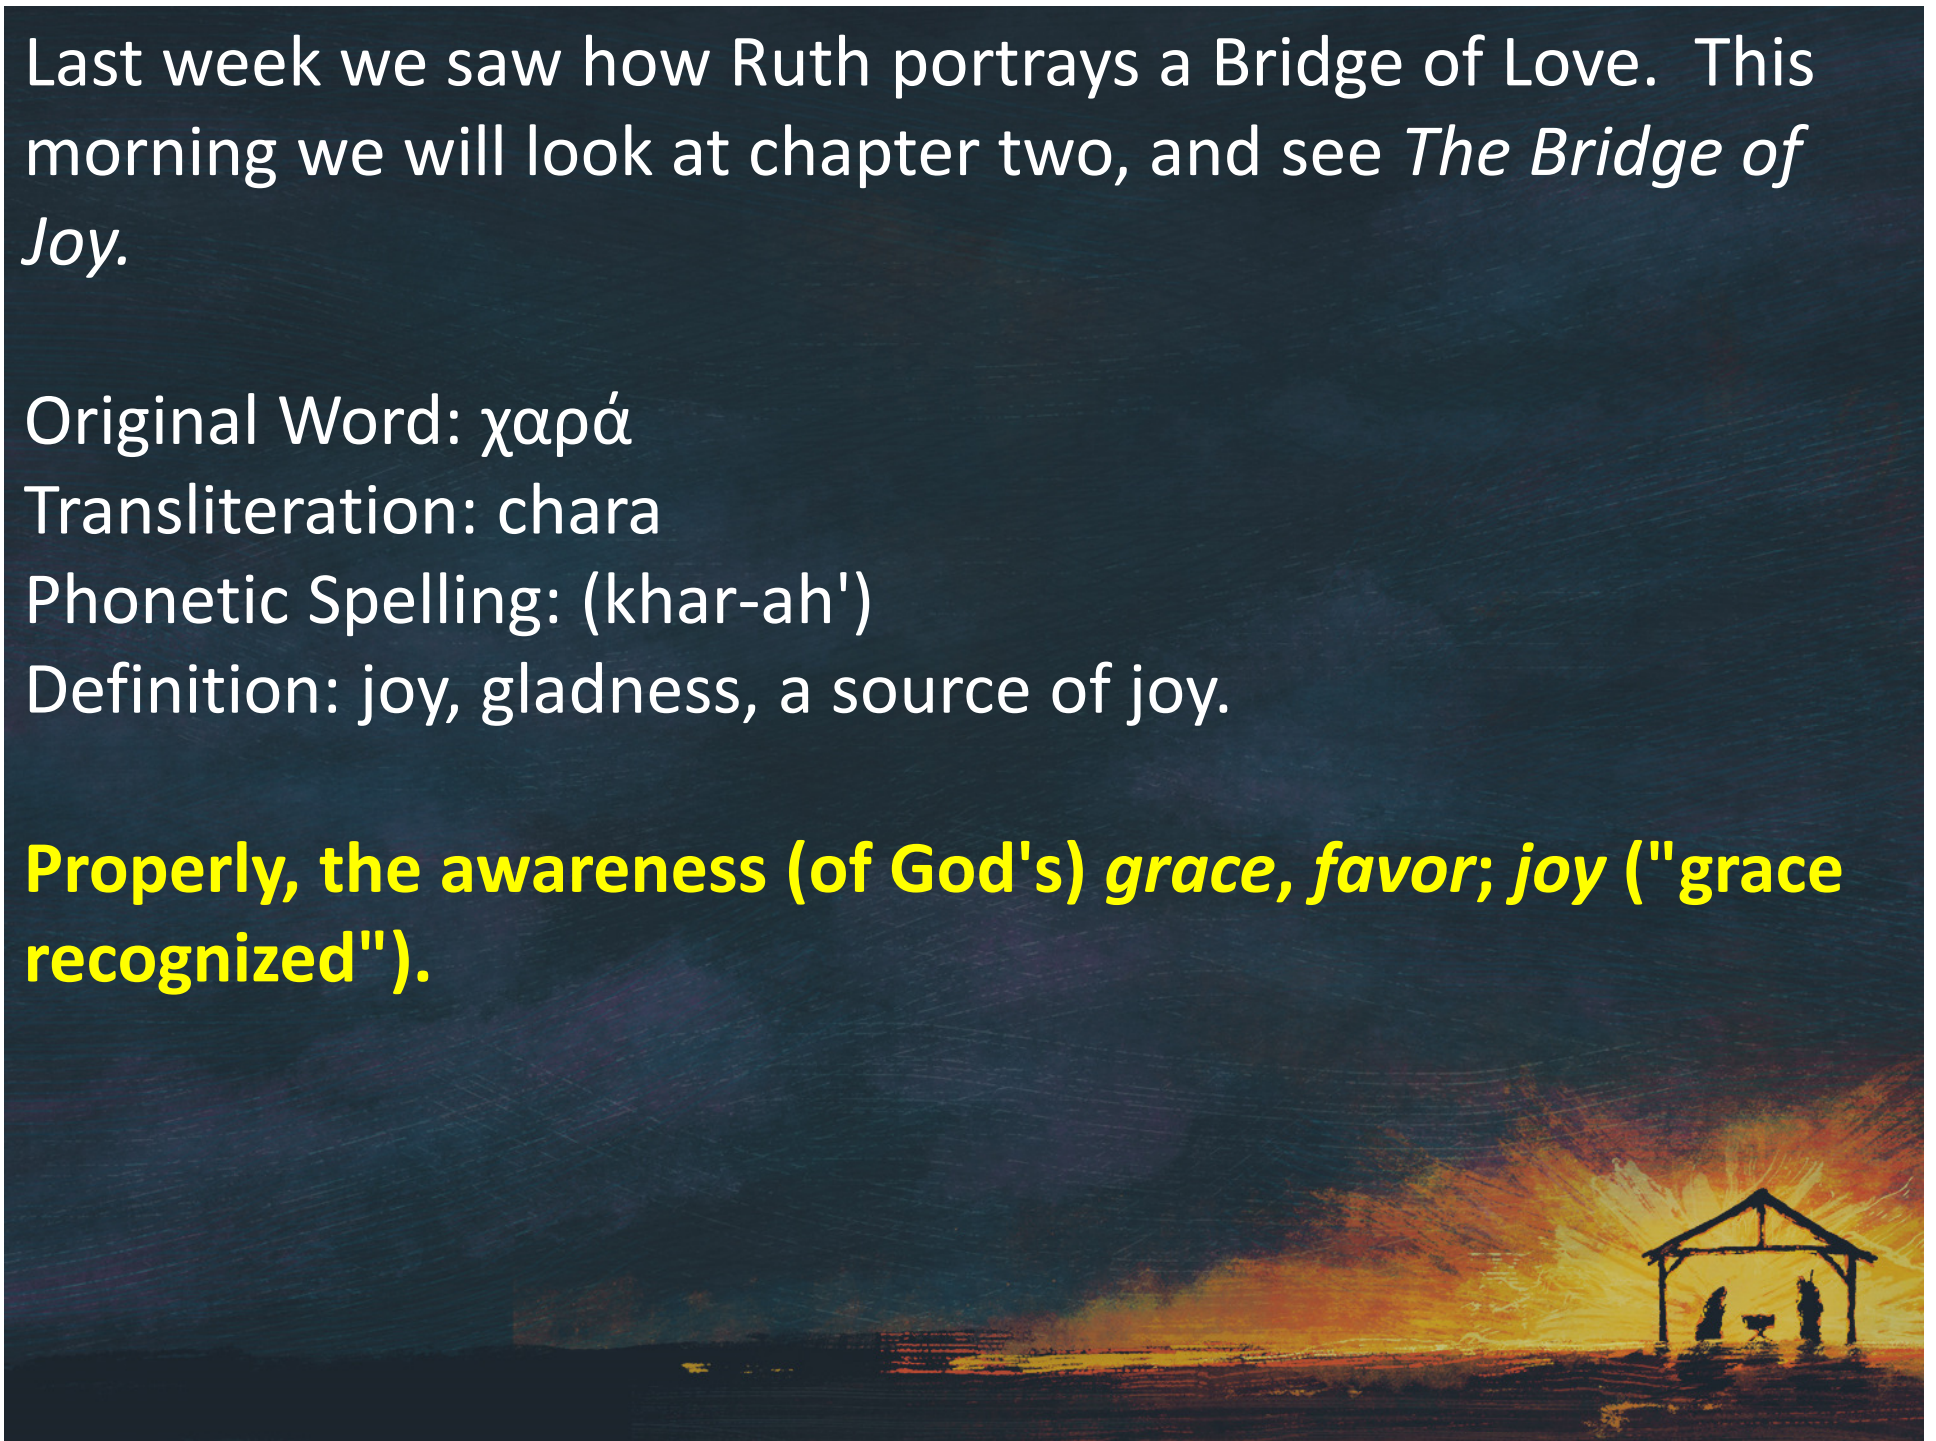 Last week we saw how Ruth portrays a Bridge of Love.  This
morning we will look at chapter two, and see The Bridge of
Joy.
Original Word: χαρά
Transliteration: chara
Phonetic Spelling: (khar-ah')
Definition: joy, gladness, a source of joy.
Properly, the awareness (of God's) grace, favor; joy ("grace
recognized").